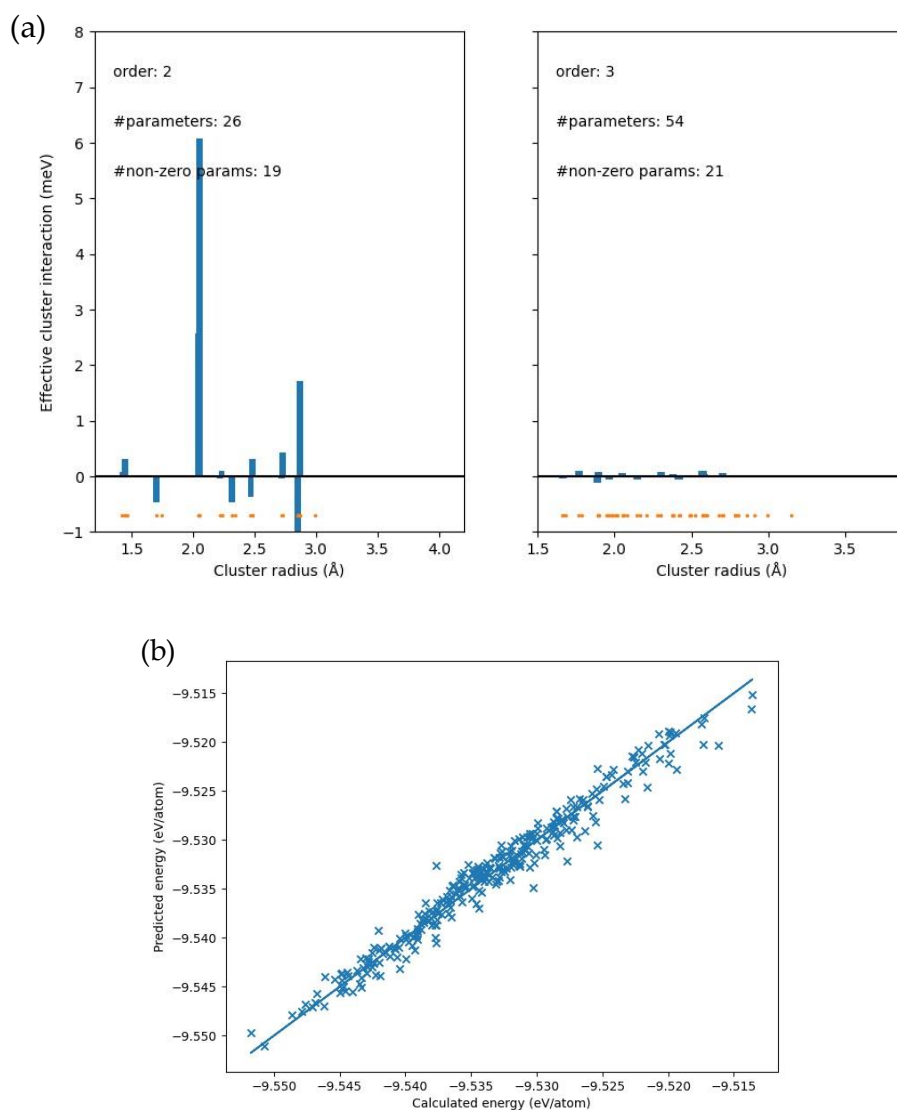 (a)
8
7
6
5
4
3
2
1
0
−1
Effective cluster interaction (meV)
order: 2
#parameters: 26
#non-zero params: 19
1.5 2.0 2.5 3.0 3.5 4.0
Cluster radius (Å)
order: 3
#parameters: 54
#non-zero params: 21
1.5 2.0 2.5 3.0 3.5
Cluster radius (Å)
(b)
−9.515
−9.520
−9.525
−9.530
−9.535
−9.540
−9.545
−9.550
Predicted energy (eV/atom)
−9.550 −9.545 −9.540 −9.535 −9.530 −9.525 −9.520 −9.515
Calculated energy (eV/atom)